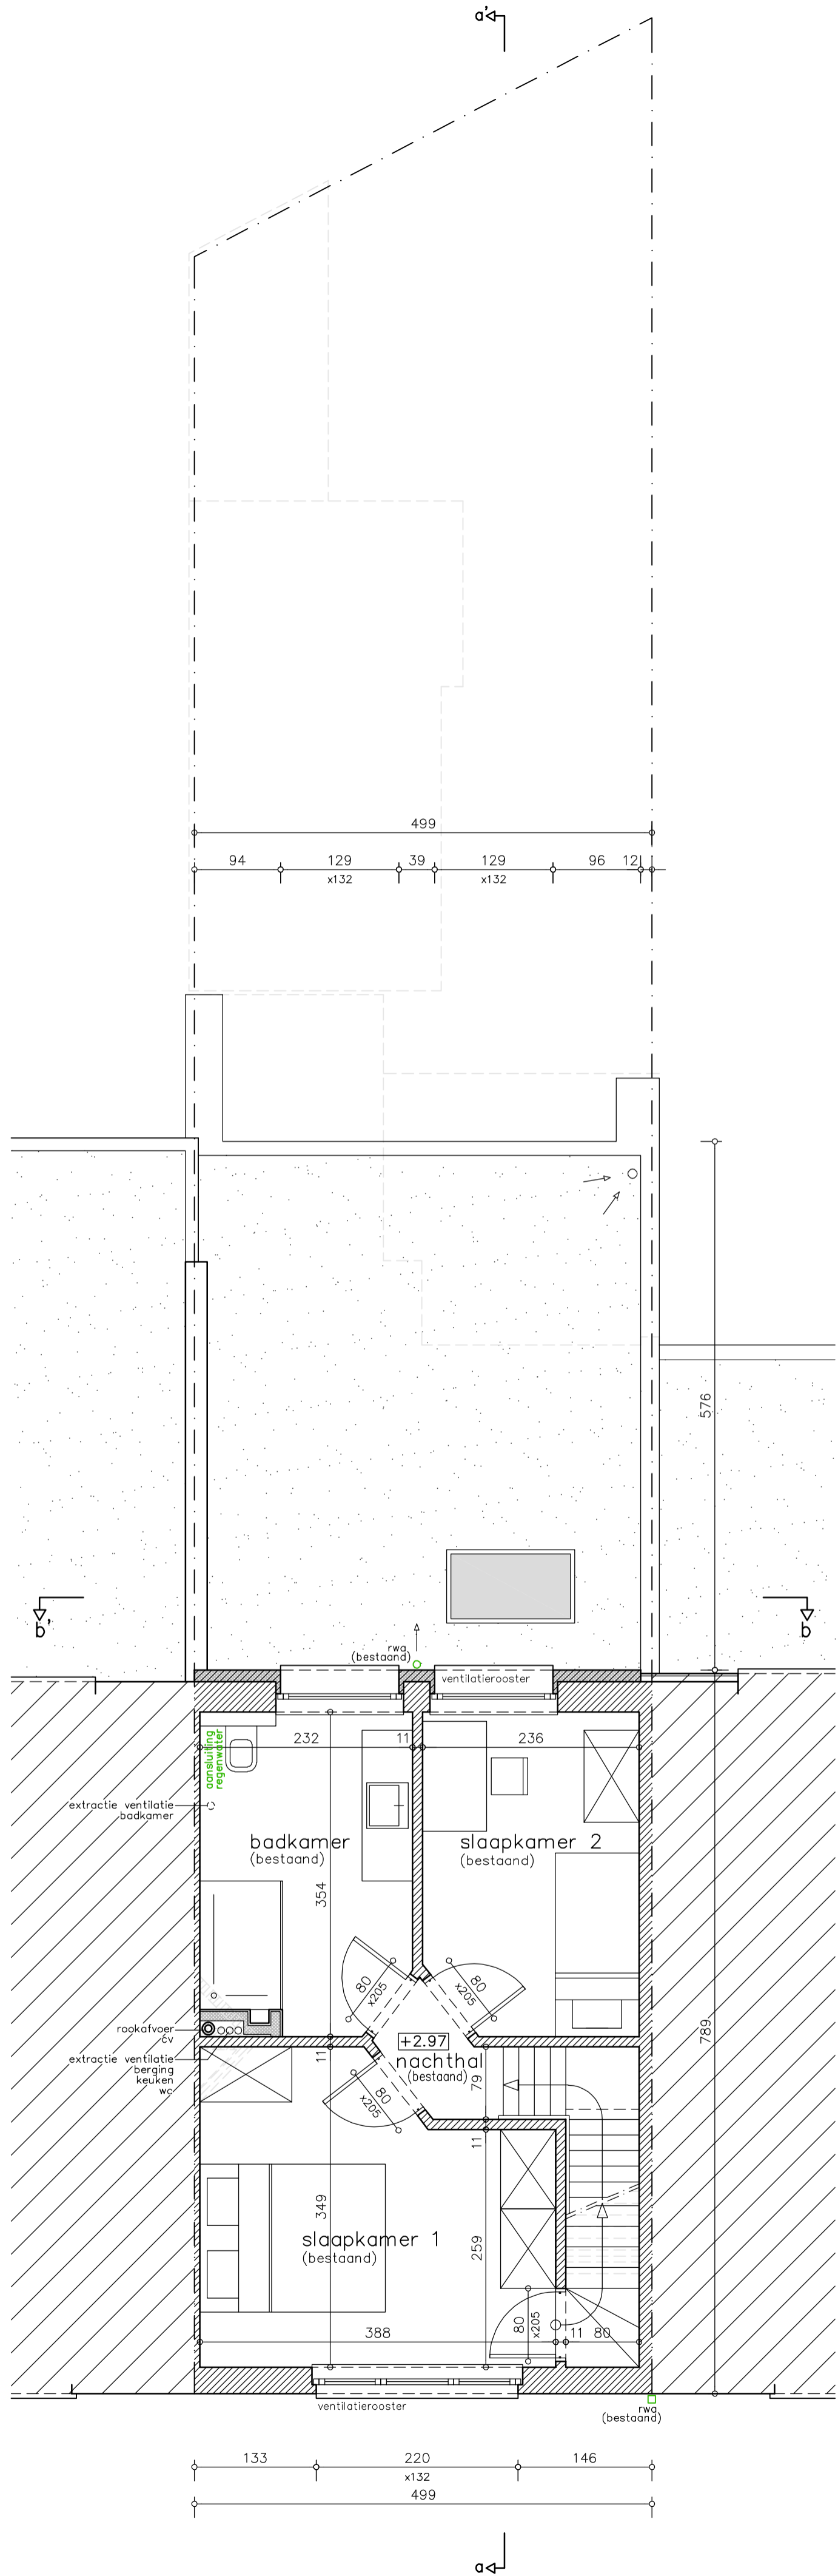 a'
499
94
129
39
129
96
12
x132
x132
576
b'
b
rwa
(bestaand)
ventilatierooster
232
11
236
aansluiting
regenwater
extractie ventilatie
badkamer
badkamer
(bestaand)
slaapkamer 2
(bestaand)
354
80
x205
80
x205
789
rookafvoer
cv
+2.97
nachthal
(bestaand)
extractie ventilatie
berging
keuken
wc
11
79
80
x205
11
349
slaapkamer 1
(bestaand)
259
80
x205
388
11
80
ventilatierooster
rwa
(bestaand)
133
220
146
x132
499
a